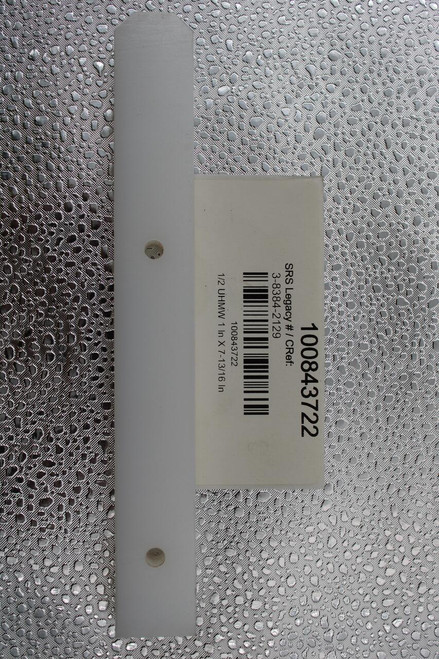 100843722
SRS Legacy # / CRef:
3-8384-2129
100843722
1/2 UHMW 1 In X 7-13/16 In